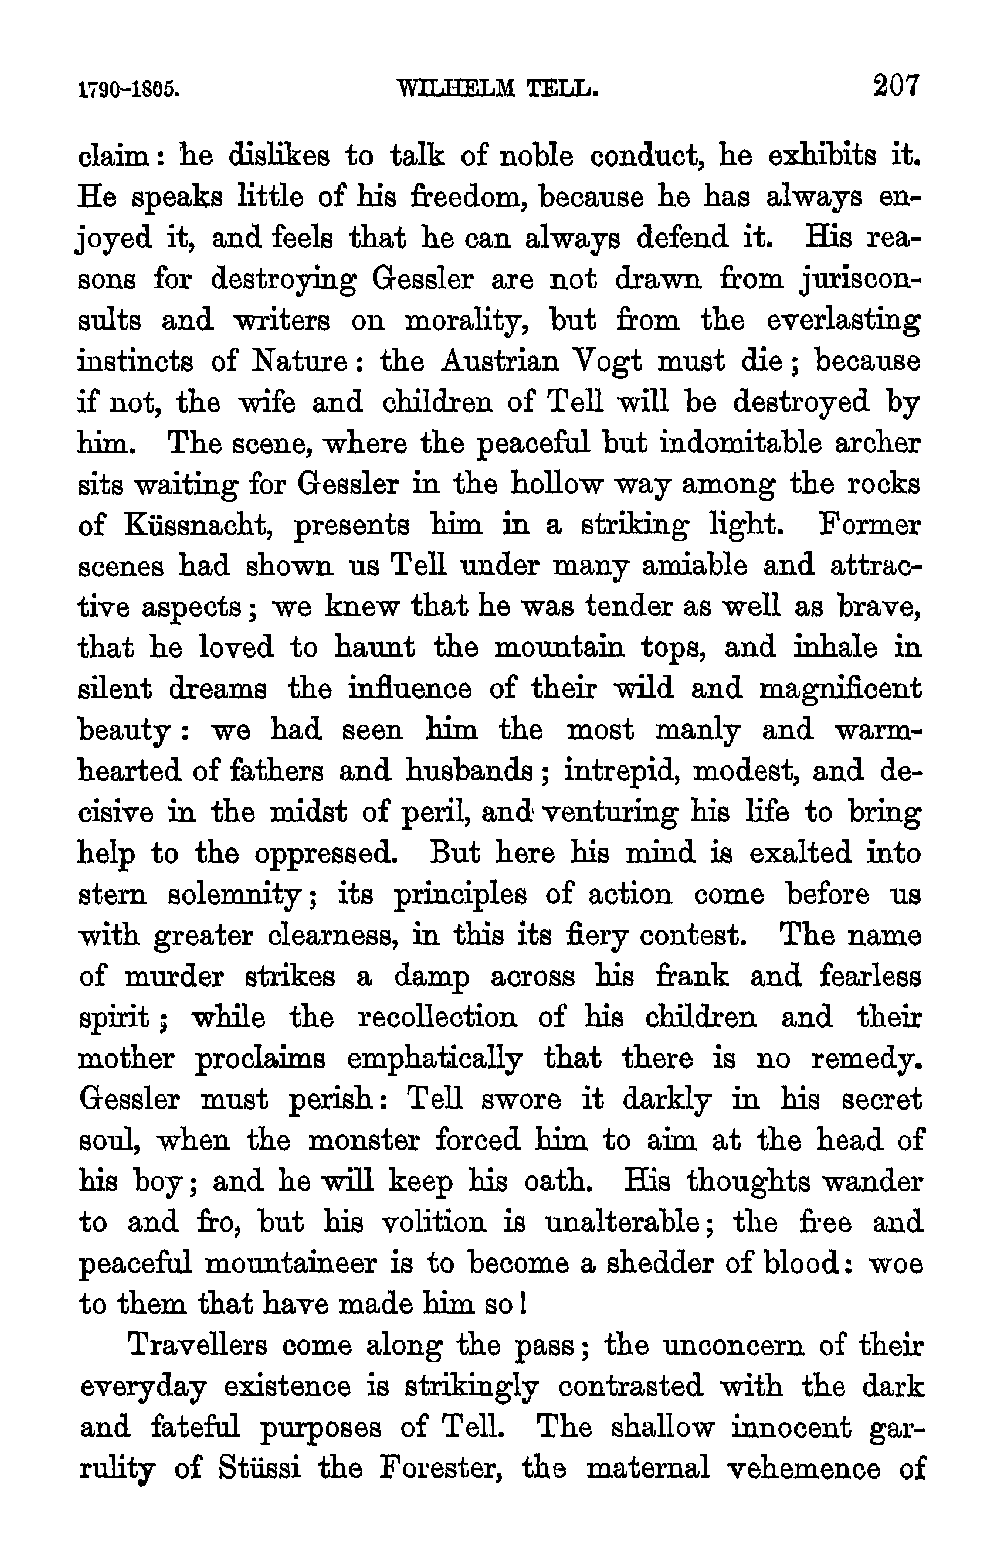 1790-1805. WILHELM TELL. 207
claim: he dislikes to talk of noble conduct, he exhibits it.
He speaks little of his freedom, because he has always en-
joyed it, and feels that he can always defend it. His rea-
sons for destroying Gessler are not drawn from juriscon-
sults and writers on morality, but from the everlasting
instincts of Nature: the Austrian Vogt must die; because
if not, the wife and children of Tell will be destroyed by
him. The scene, where the peaceful but indomitable archer
sits waiting for Gessler in the hollow way among the rocks
of Küssnacht, presents him in a striking light. Former
scenes had shown us Tell under many amiable and attrac-
tive aspects; we knew that he was tender as well as brave,
that he loved to haunt the mountain tops, and inhale in
silent dreams the influence of their wild and magnificent
beauty: we had seen him the most manly and warm-
hearted of fathers and husbands; intrepid, modest, and de-
cisive in the midst of peril, and venturing his life to bring
help to the oppressed. But here his mind is exalted into
stern solemnity; its principles of action come before us
with greater clearness, in this its fiery contest. The name
of murder strikes a damp across his frank and fearless
spirit; while the recollection of his children and their
mother proclaims emphatically that there is no remedy.
Gessler must perish: Tell swore it darkly in his secret
soul, when the monster forced him to aim at the head of
his boy; and he will keep his oath. His thoughts wander
to and fro, but his volition is unalterable; the free and
peaceful mountaineer is to become a shedder of blood: woe
to them that have made him so!
Travellers come along the pass; the unconcern of their
everyday existence is strikingly contrasted with the dark
and fateful purposes of Tell. The shallow innocent gar-
rulity of Stüssi the Forester, the maternal vehemence of